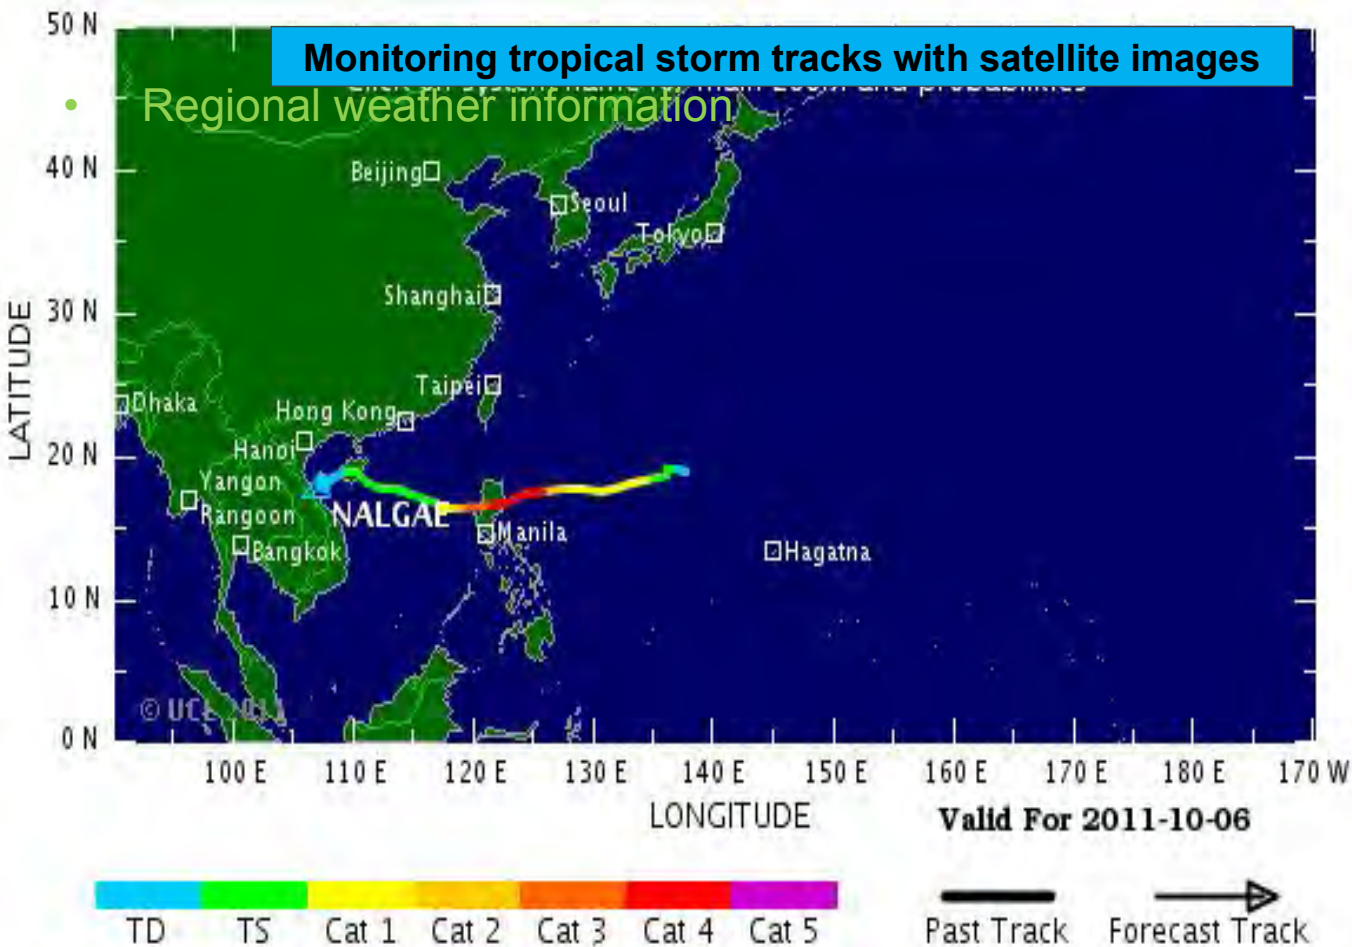 50 N
Monitoring tropical storm tracks with satellite images
• Regional weather information
40 N
Beijing
Seoul
Tokyo
LATITUDE
30 N
Shanghai
Taipei
Dhaka
Hong Kong
Hanoi
20 N
Yangon
Rangoon
NALGAE
Manila
Bangkok
Hagatna
10 N
0 N
100 E 110 E 120 E 130 E 140 E 150 E 160 E 170 E 180 E 170 W
LONGITUDE
Valid For 2011-10-06
TD TS Cat 1 Cat 2 Cat 3 Cat 4 Cat 5
Past Track Forecast Track